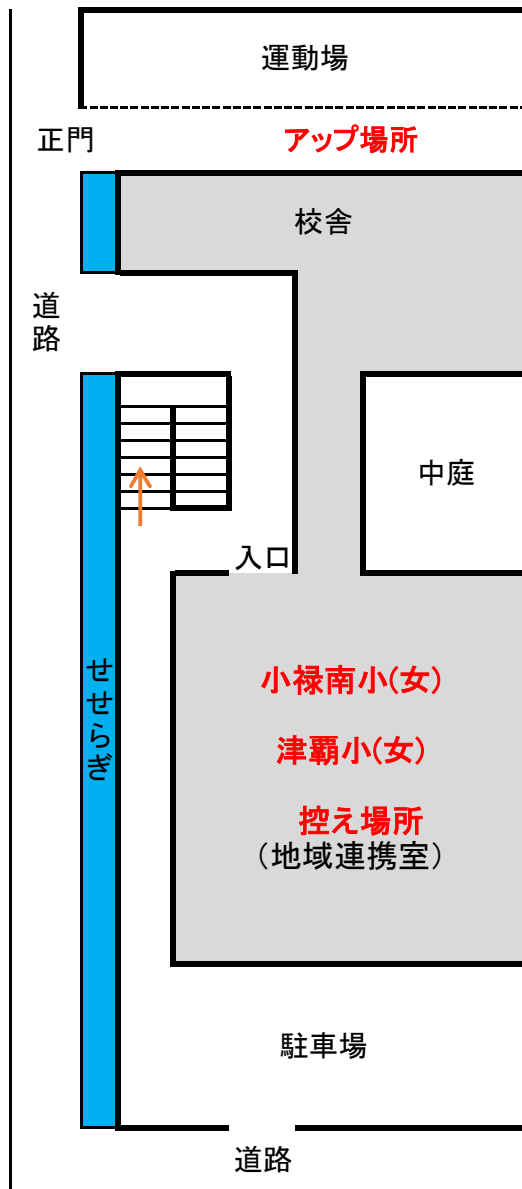 運動場
正門
アップ場所
校舎
道路
中庭
入口
せせらぎ
小禄南小(女)
津覇小(女)
控え場所
(地域連携室)
駐車場
道路